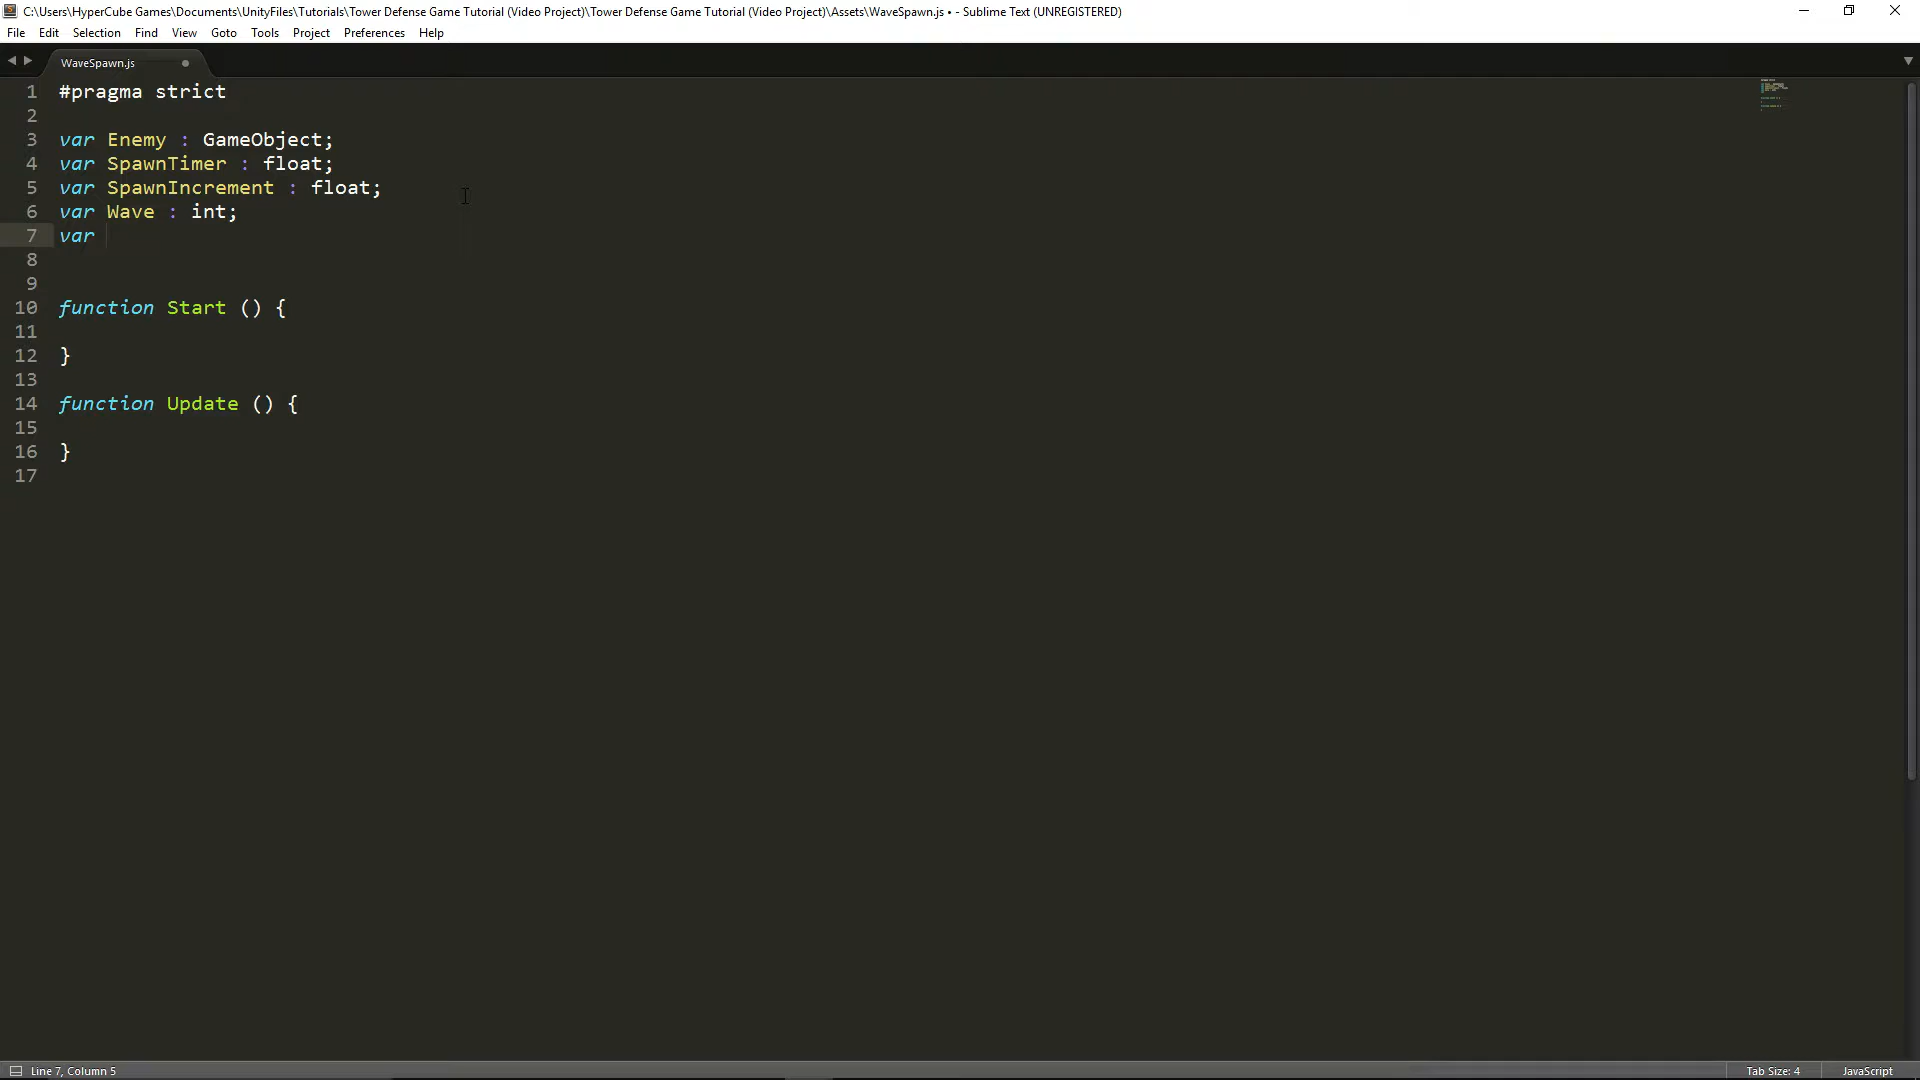 C:\Users\HyperCube Games\Documents\UnityFiles\Tutorials\Tower Defense Game Tutorial (Video Project)\Tower Defense Game Tutorial (Video Project)\Assets\WaveSpawn.js • - Sublime Text (UNREGISTERED)
File Edit Selection Find View Goto Tools Project Preferences Help
WaveSpawn.js
1 #pragma strict
2
3 var Enemy : GameObject;
4 var SpawnTimer : float;
5 var SpawnIncrement : float;
6 var Wave : int;
7 var
8
9
10 function Start () {
11
12 }
13
14 function Update () {
15
16 }
17
Line 7, Column 5 Tab Size: 4 JavaScript